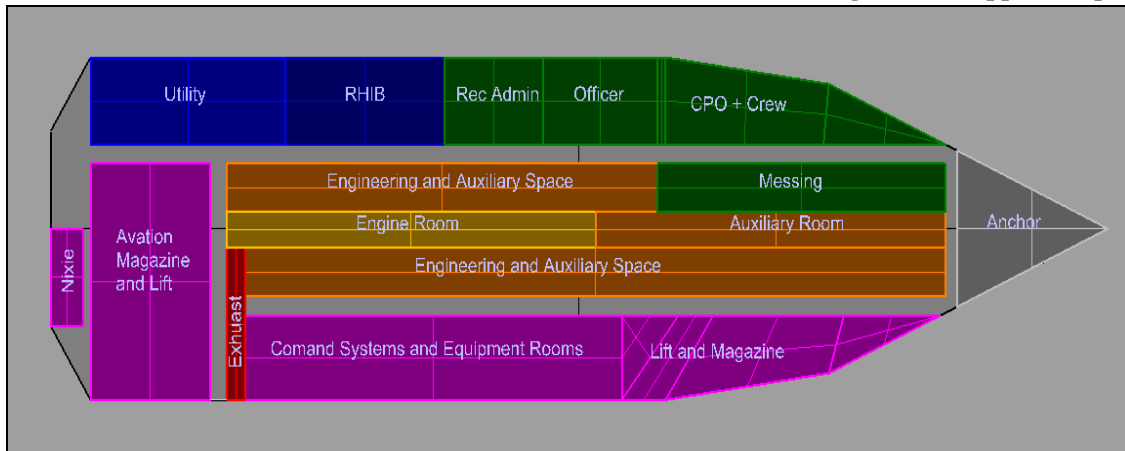 Utility
RHIB
Rec Admin
Officer
CPO + Crew
Engineering and Auxiliary Space
Messing
Engine Room
Auxiliary Room
Anchor
Avation
Magazine
and Lift
Nixie
Engineering and Auxiliary Space
Exhuast
Comand Systems and Equipment Rooms
Lift and Magazine